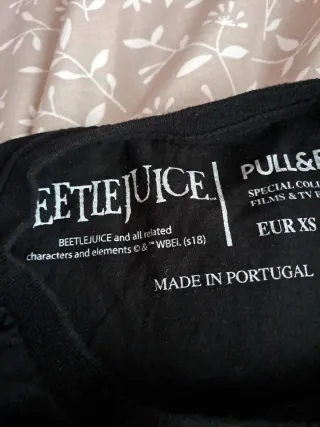 EETLEJUICE
BEETLEJUICE and all related
characters and elements © & ™ WBEI. (s18)
PULL&B
SPECIAL COLL
FILMS & TV
EUR XS
MADE IN PORTUGAL